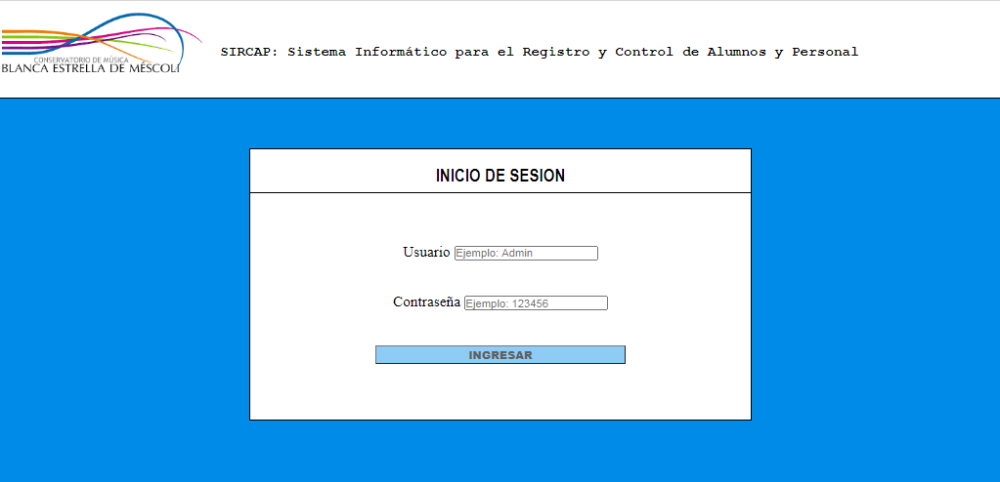 CONSERVATORIO DE MÚSICA
BLANCA ESTRELLA DE MÉSCOLI
SIRCAP: Sistema Informático para el Registro y Control de Alumnos y Personal
INICIO DE SESION
Usuario Ejemplo: Admin
Contraseña Ejemplo: 123456
INGRESAR